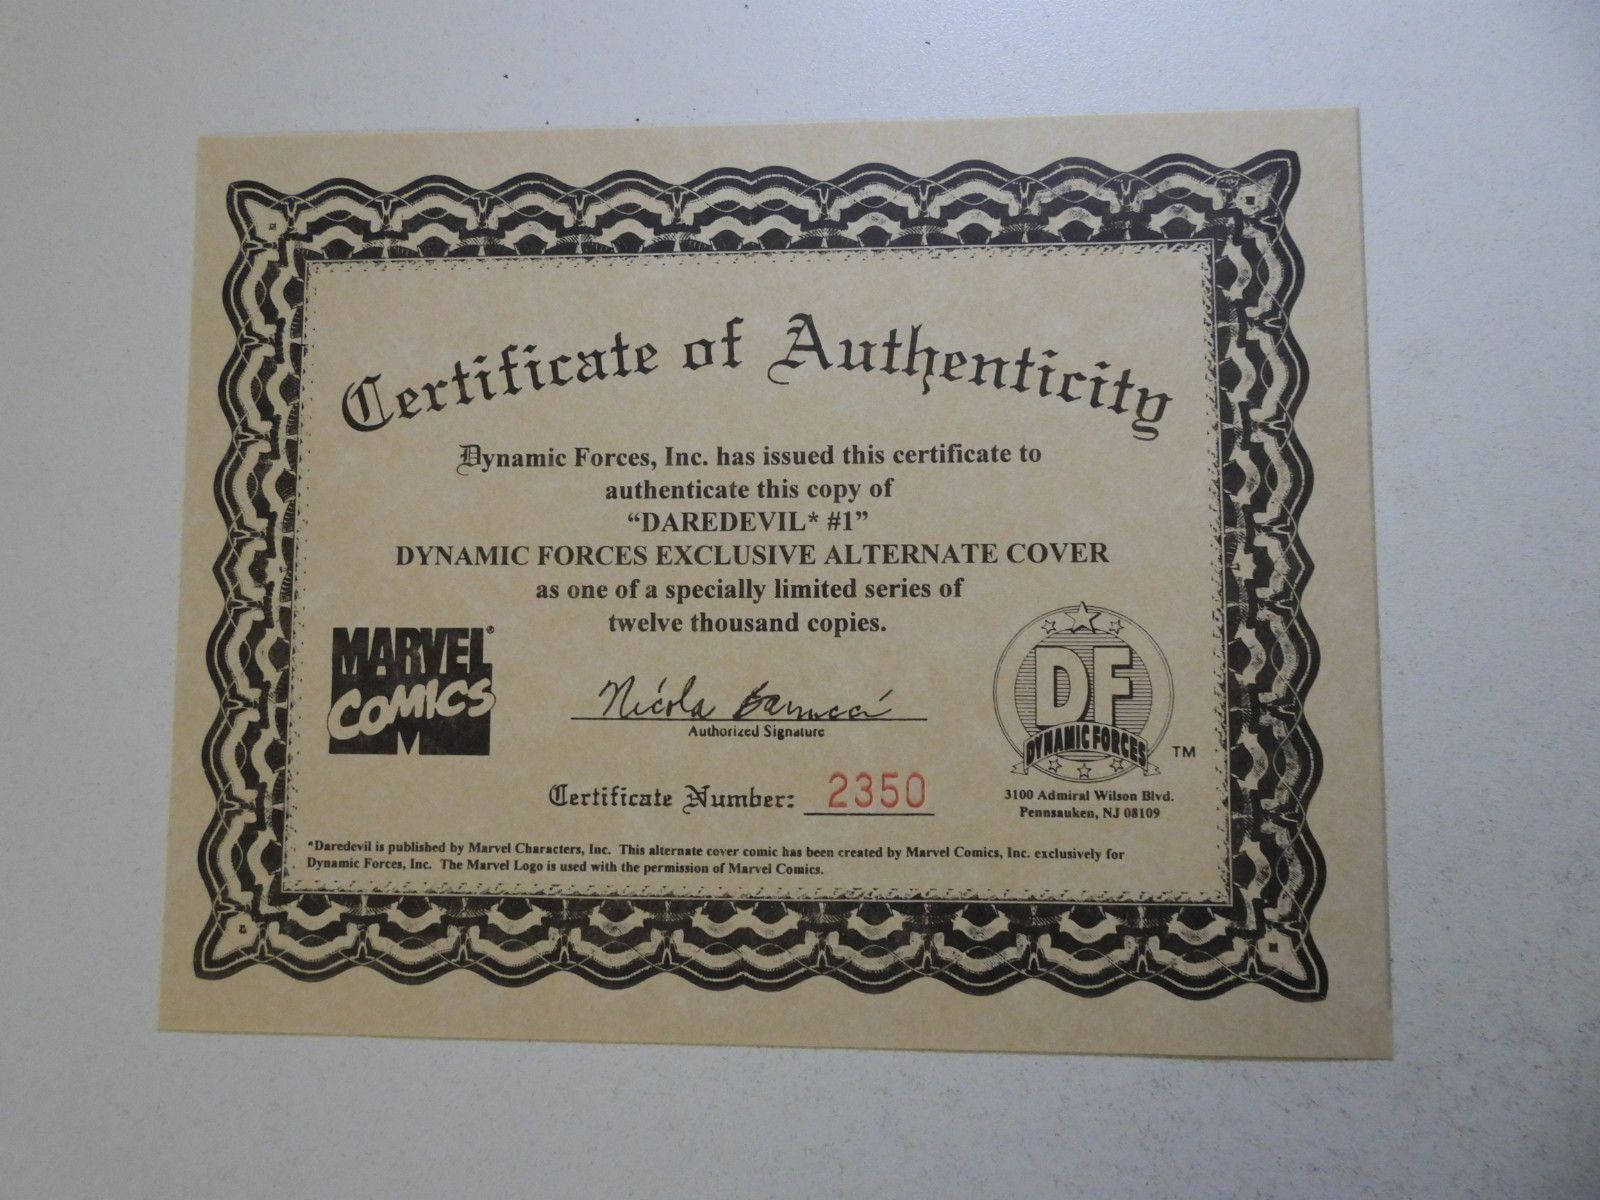 Certificate of Authenticity
Dynamic Forces, Inc. has issued this certificate to
authenticate this copy of
“DAREDEVIL* #1”
DYNAMIC FORCES EXCLUSIVE ALTERNATE COVER
as one of a specially limited series of
twelve thousand copies.
MARVEL®
COMICS
Nicola Barrucci
Authorized Signature
DF
DYNAMIC FORCES
TM
Certificate Number: 2350
3100 Admiral Wilson Blvd.
Pennsauken, NJ 08109
*Daredevil is published by Marvel Characters, Inc. This alternate cover comic has been created by Marvel Comics, Inc. exclusively for
Dynamic Forces, Inc. The Marvel Logo is used with the permission of Marvel Comics.